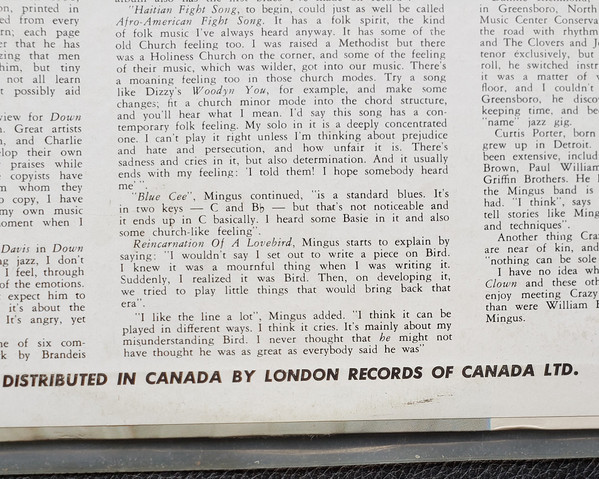 on, printed in
ed from every
rn; each page
er that he has
izing that men
him, but tiny
not all learn
t possibly aid
view for Down
n. Great artists
n, and Charlie
elop their own
praises while
copyists have
m whom they
o copy, I have
my own music
noment when I
Davis in Down
ng jazz, I don't
I feel, through
of the emotions.
expect him to
it's about the
It's angry, yet
ne of six com-
k by Brandeis
"Haitian Fight Song, to begin, could just as well be called
Afro-American Fight Song. It has a folk spirit, the kind
of folk music I've always heard anyway. It has some of the
old Church feeling too. I was raised a Methodist but there
was a Holiness Church on the corner, and some of the feeling
of their music, which was wilder, got into our music. There's
a moaning feeling too in those church modes. Try a song
like Dizzy's Woodyn You, for example, and make some
changes; fit a church minor mode into the chord structure,
and you'll hear what I mean. I'd say this song has a con-
temporary folk feeling. My solo in it is a deeply concentrated
one. I can't play it right unless I'm thinking about prejudice
and hate and persecution, and how unfair it is. There's
sadness and cries in it, but also determination. And it usually
ends with my feeling: 'I told them! I hope somebody heard
me'".
"Blue Cee", Mingus continued, "is a standard blues. It's
in two keys — C and B♭ — but that's not noticeable and
it ends up in C basically. I heard some Basie in it and also
some church-like feeling".
Reincarnation Of A Lovebird, Mingus starts to explain by
saying: "I wouldn't say I set out to write a piece on Bird.
I knew it was a mournful thing when I was writing it.
Suddenly, I realized it was Bird. Then, on developing it,
we tried to play little things that would bring back that
era".
"I like the line a lot", Mingus added. "I think it can be
played in different ways. I think it cries. It's mainly about my
misunderstanding Bird. I never thought that he might not
have thought he was as great as everybody said he was"
in Greensboro, North
Music Center Conserva
the road with rhythm
and The Clovers and Jo
tenor exclusively, but
roll, he switched instr
it was a matter of
floor, and I couldn't
Greensboro, he disco
keeping time, and be
"name" jazz gig.
Curtis Porter, born
grew up in Detroit.
been extensive, includ
Brown, Paul William
Griffin Brothers. He
the Mingus band is
had. "I think", says
tell stories like Ming
and techniques".
Another thing Craz
are near of kin, and
"nothing can be sole
I have no idea wh
Clown and these oth
enjoy meeting Crazy
than were William F
Mingus.
DISTRIBUTED IN CANADA BY LONDON RECORDS OF CANADA LTD.